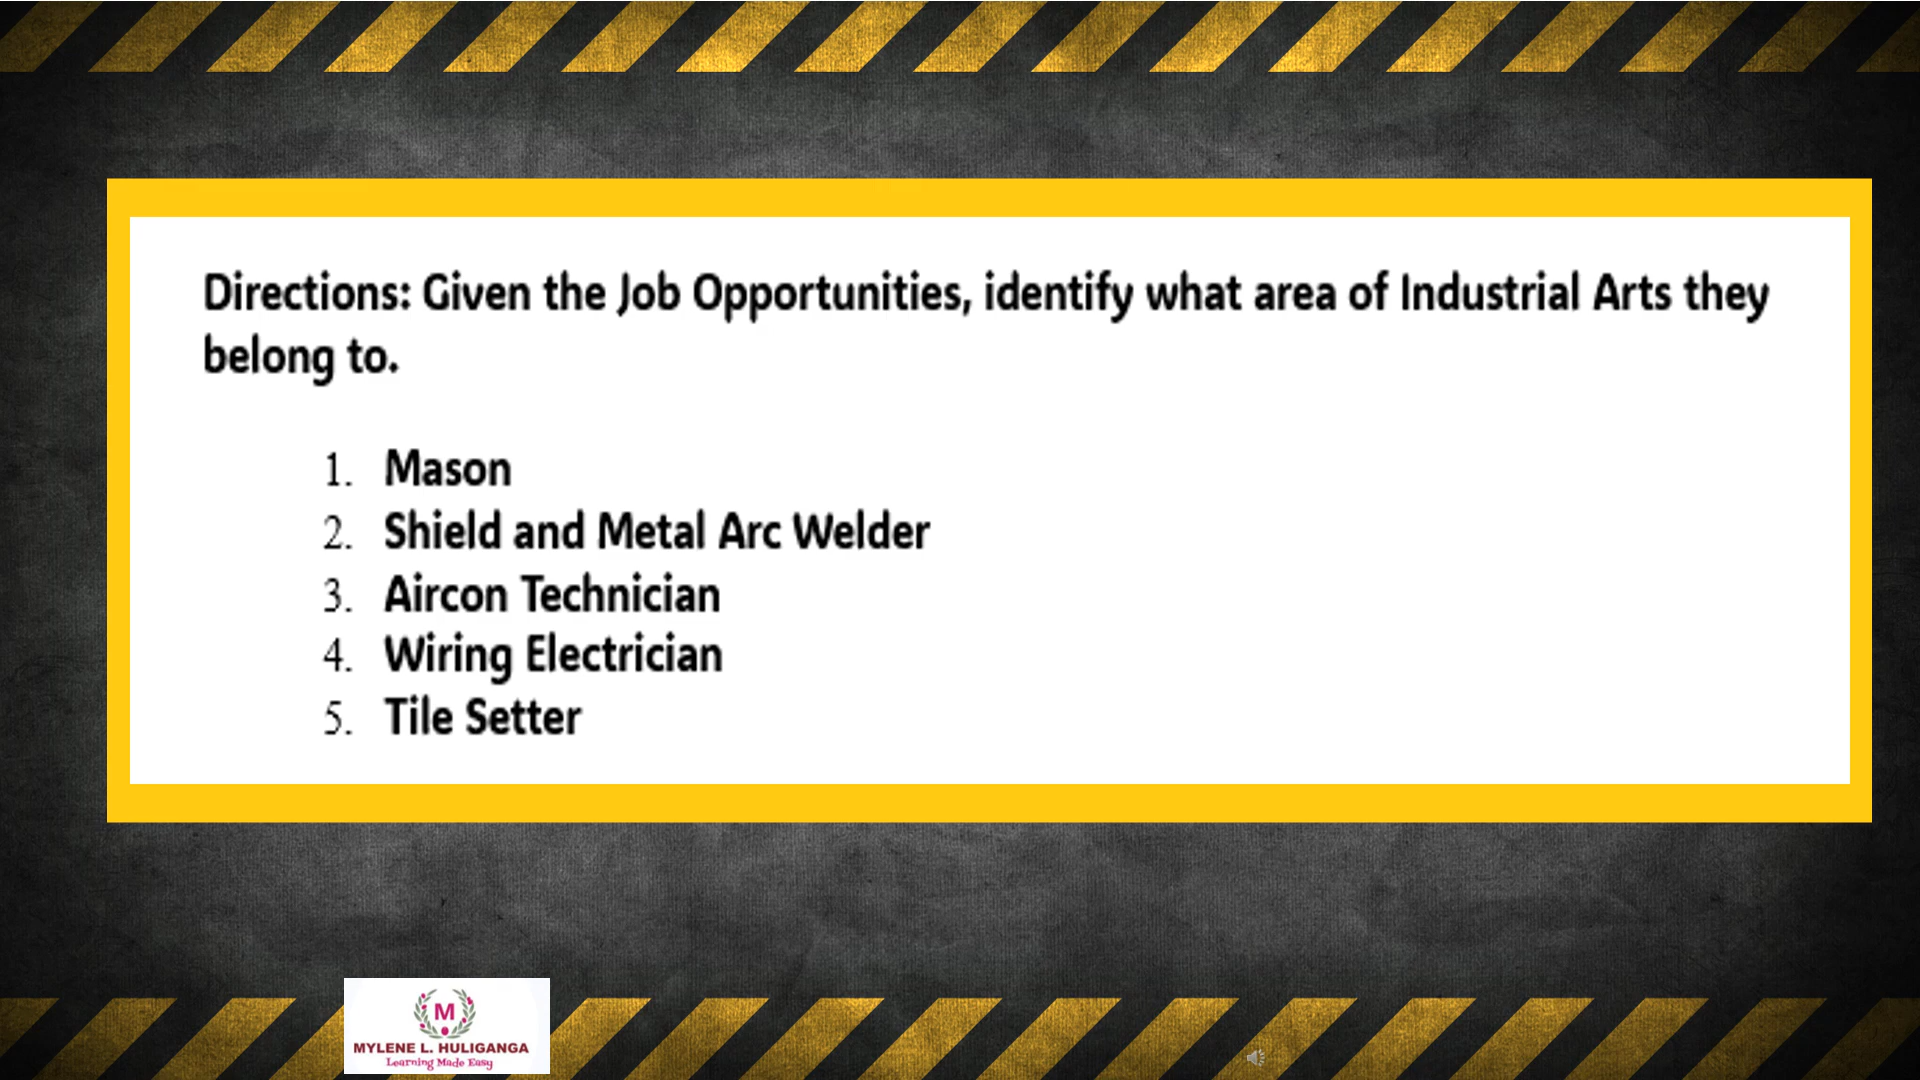 Directions: Given the Job Opportunities, identify what area of Industrial Arts they
belong to.
1. Mason
2. Shield and Metal Arc Welder
3. Aircon Technician
4. Wiring Electrician
5. Tile Setter
M
MYLENE L. HULIGANGA
Learning Made Easy